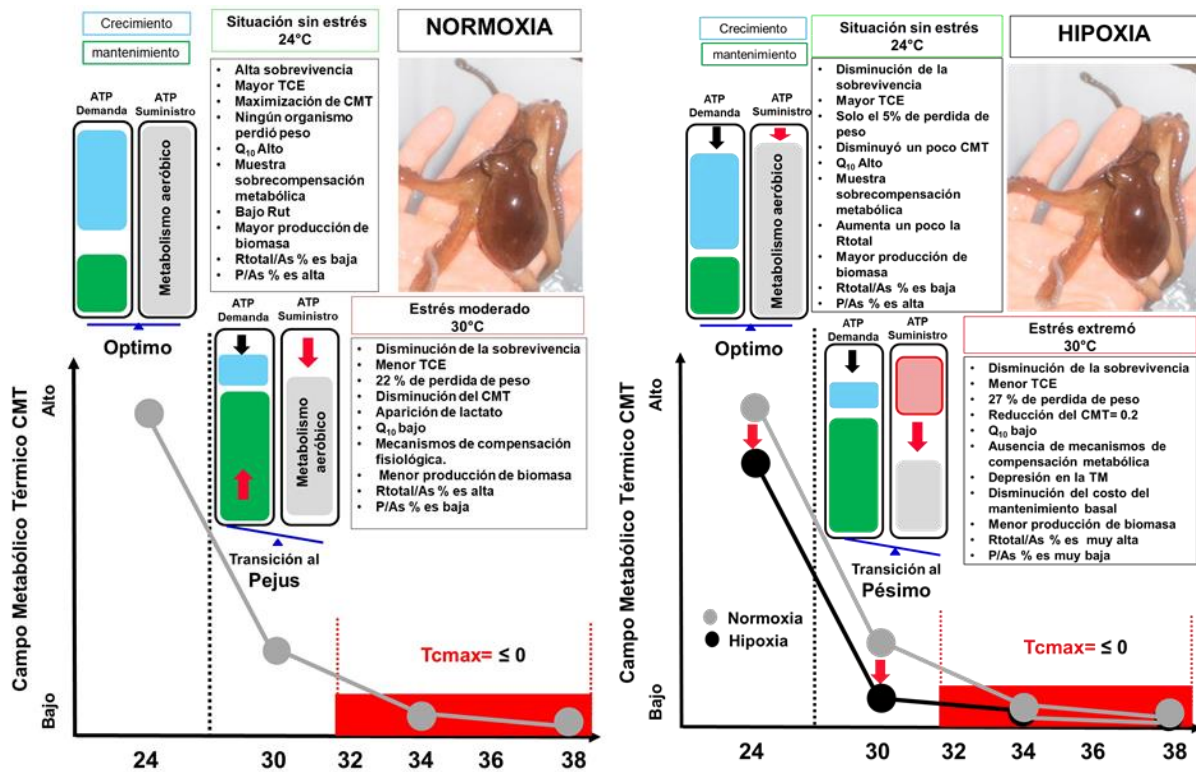 Crecimiento
mantenimiento
Situación sin estrés
24°C
NORMOXIA
ATP
Demanda
ATP
Suministro
Metabolismo aeróbico
• Alta sobrevivencia
• Mayor TCE
• Maximización de CMT
• Ningún organismo
perdió peso
• Q10 Alto
• Muestra
sobrecompensación
metabólica
• Bajo Rut
• Mayor producción de
biomasa
• Rtotal/As % es baja
• P/As % es alta
Optimo
ATP
Demanda
ATP
Suministro
Metabolismo
aeróbico
Estrés moderado
30°C
• Disminución de la sobrevivencia
• Menor TCE
• 22 % de perdida de peso
• Disminución del CMT
• Aparición de lactato
• Q10 bajo
• Mecanismos de compensación
fisiológica.
• Menor producción de biomasa
• Rtotal/As % es alta
• P/As % es baja
Transición al
Pejus
Campo Metabólico Térmico CMT
Alto
Bajo
Tcmax= ≤ 0
24 30 32 34 38
Crecimiento
mantenimiento
Situación sin estrés
24°C
HIPOXIA
ATP
Demanda
ATP
Suministro
Metabolismo aeróbico
• Disminución de la
sobrevivencia
• Mayor TCE
• Solo el 5% de perdida de
peso
• Disminuyó un poco CMT
• Q10 Alto
• Muestra
sobrecompensación
metabólica
• Aumenta un poco la
Rtotal
• Mayor producción de
biomasa
• Rtotal/As % es baja
• P/As % es alta
Optimo
ATP
Demanda
ATP
Suministro
Estrés extremó
30°C
• Disminución de la sobrevivencia
• Menor TCE
• 27 % de perdida de peso
• Reducción del CMT= 0.2
• Q10 bajo
• Ausencia de mecanismos de
compensación metabólica
• Depresión en la TM
• Disminución del costo del
mantenimiento basal
• Menor producción de biomasa
• Rtotal/As % es muy alta
• P/As % es muy baja
Transición al
Pésimo
Campo Metabólico Térmico CMT
Alto
Bajo
Normoxia
Hipoxia
Tcmax= ≤ 0
24 30 32 34 38